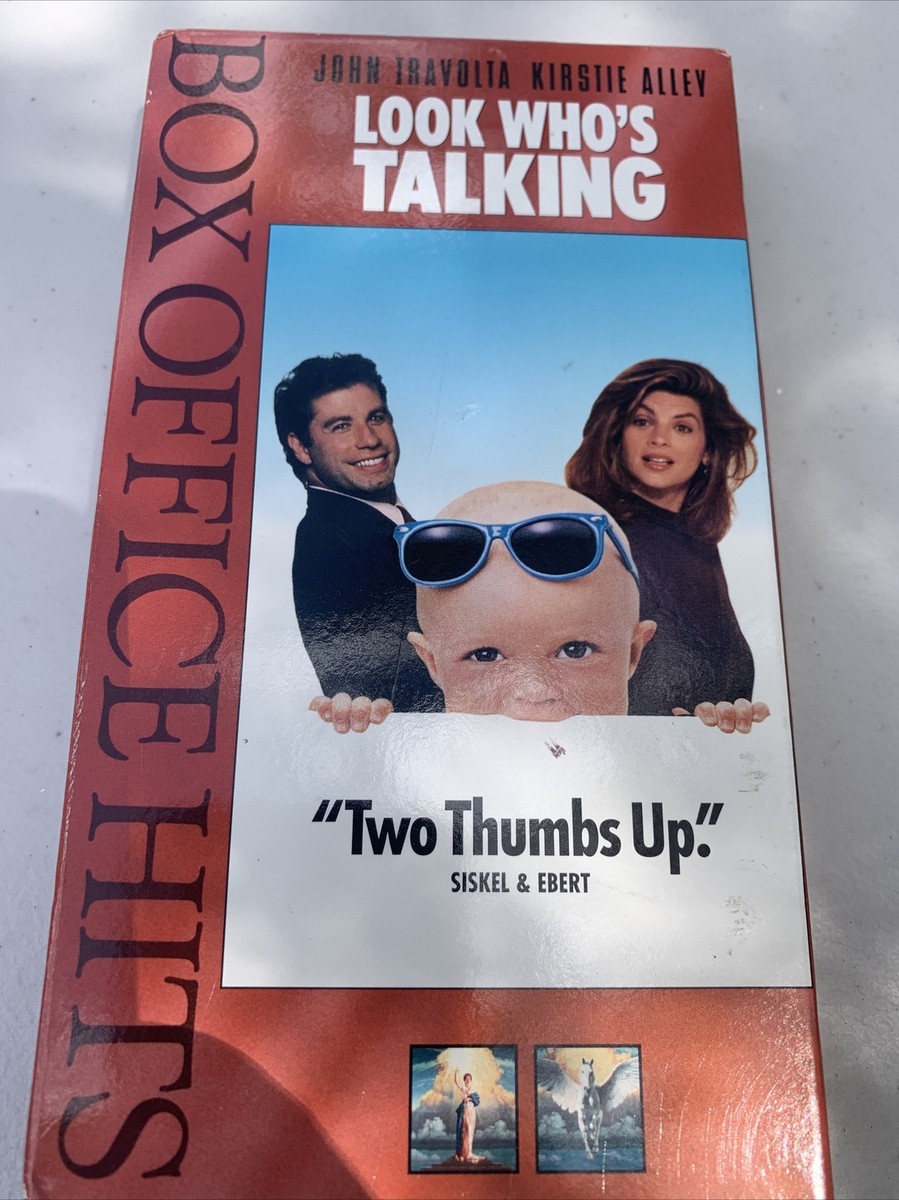 BOX OFFICE HITS
JOHN TRAVOLTA KIRSTIE ALLEY
LOOK WHO'S
TALKING
"Two Thumbs Up."
SISKEL & EBERT